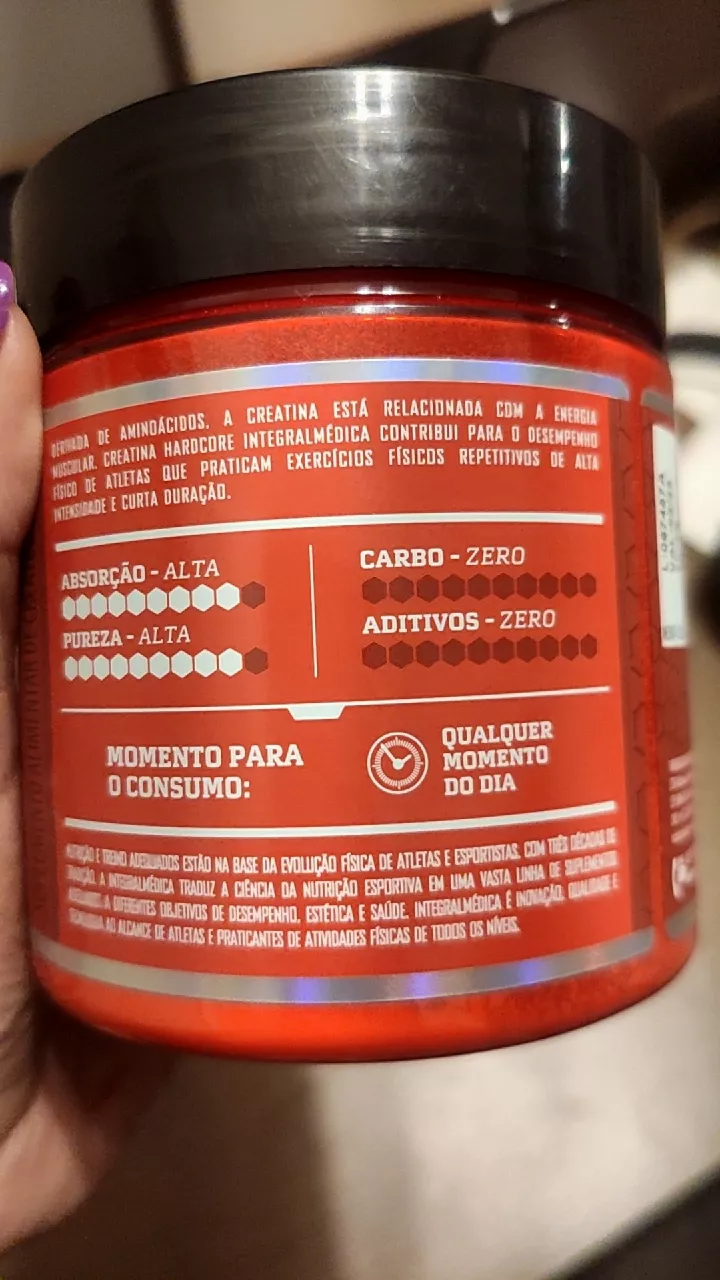 DERIVADA DE AMINOÁCIDOS, A CREATINA ESTÁ RELACIONADA COM A ENERGIA
MUSCULAR. CREATINA HARDCORE INTEGRALMÉDICA CONTRIBUI PARA O DESEMPENHO
FÍSICO DE ATLETAS QUE PRATICAM EXERCÍCIOS FÍSICOS REPETITIVOS DE ALTA
INTENSIDADE E CURTA DURAÇÃO.
ABSORÇÃO - ALTA
PUREZA - ALTA
CARBO - ZERO
ADITIVOS - ZERO
MOMENTO PARA
O CONSUMO:
QUALQUER
MOMENTO
DO DIA
NUTRIÇÃO E TREINO ADEQUADOS ESTÃO NA BASE DA EVOLUÇÃO FÍSICA DE ATLETAS E ESPORTISTAS. COM TRÊS DÉCADAS DE
A INTEGRALMÉDICA TRADUZ A CIÊNCIA DA NUTRIÇÃO ESPORTIVA EM UMA VASTA LINHA DE SUPLEMENTOS
A DIFERENTES OBJETIVOS DE DESEMPENHO, ESTÉTICA E SAÚDE. INTEGRALMÉDICA É INOVAÇÃO, QUALIDADE E
AO ALCANCE DE ATLETAS E PRATICANTES DE ATIVIDADES FÍSICAS DE TODOS OS NÍVEIS.